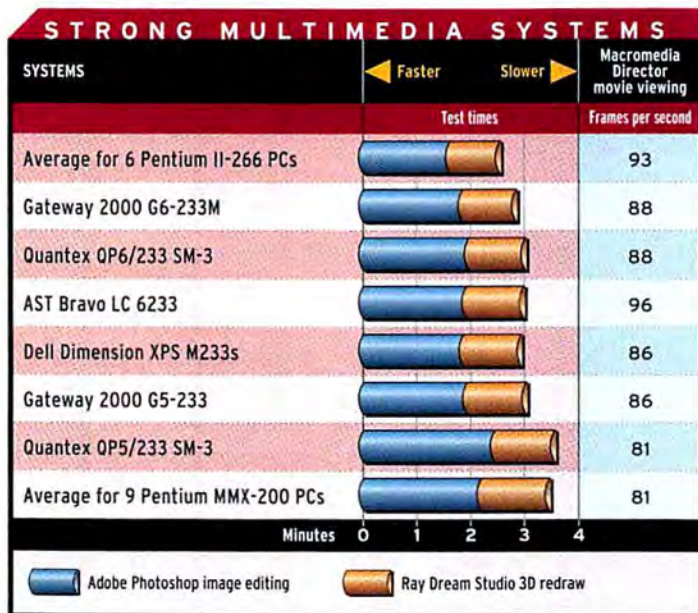 STRONG MULTIMEDIA SYSTEMS
SYSTEMS
Faster Slower
Macromedia
Director
movie viewing
Test times Frames per second
Average for 6 Pentium II-266 PCs 93
Gateway 2000 G6-233M 88
Quantex QP6/233 SM-3 88
AST Bravo LC 6233 96
Dell Dimension XPS M233s 86
Gateway 2000 G5-233 86
Quantex QP5/233 SM-3 81
Average for 9 Pentium MMX-200 PCs 81
Minutes 0 1 2 3 4
Adobe Photoshop image editing Ray Dream Studio 3D redraw